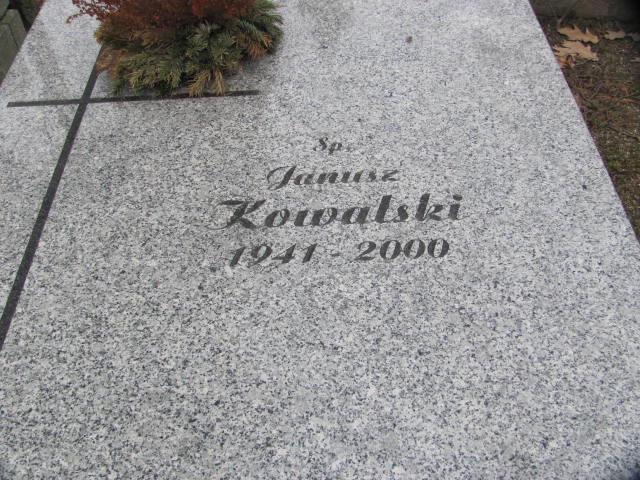 Sp.
Janusz
Kowalski
1941 - 2000